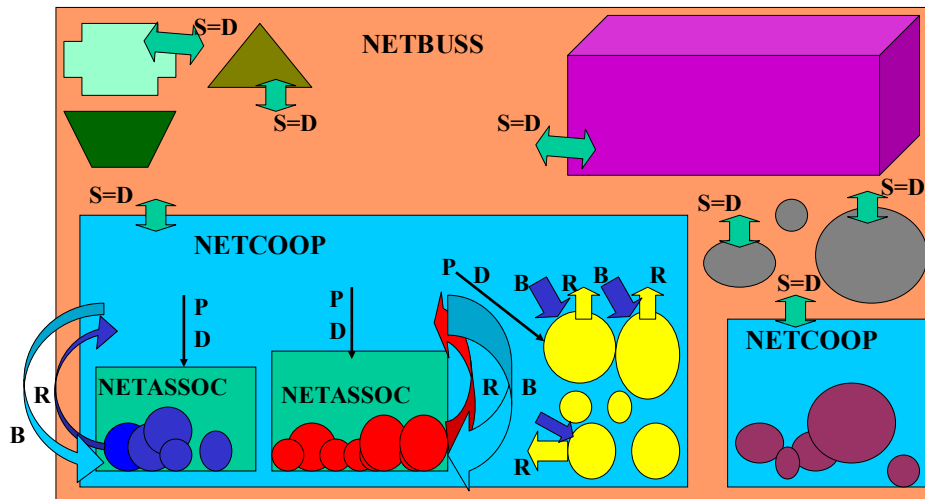 S=D
NETBUSS
S=D
S=D
S=D
S=D
S=D
NETCOOP
P D
B R B R
S=D
P
D
P
D
NETCOOP
NETASSOC
NETASSOC
R
R B
B
R